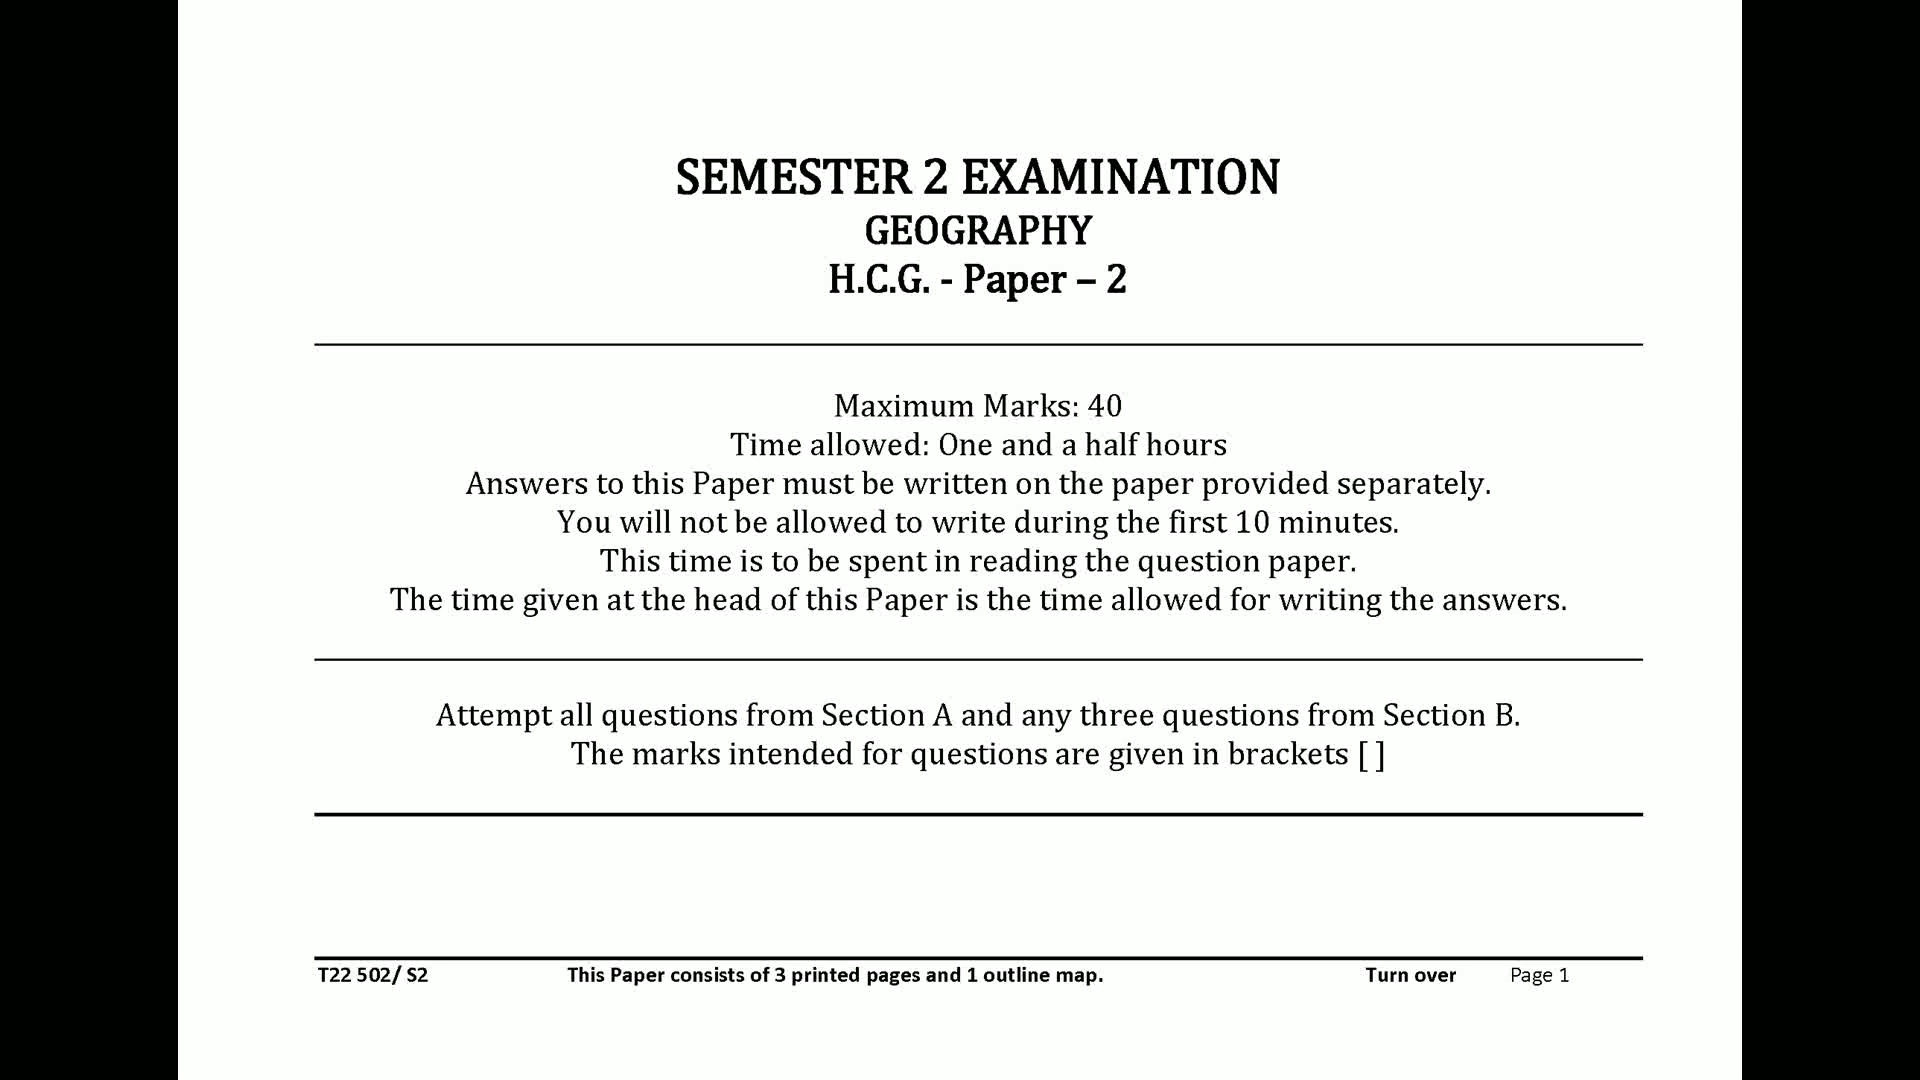 SEMESTER 2 EXAMINATION
GEOGRAPHY
H.C.G. - Paper – 2
Maximum Marks: 40
Time allowed: One and a half hours
Answers to this Paper must be written on the paper provided separately.
You will not be allowed to write during the first 10 minutes.
This time is to be spent in reading the question paper.
The time given at the head of this Paper is the time allowed for writing the answers.
Attempt all questions from Section A and any three questions from Section B.
The marks intended for questions are given in brackets [ ]
T22 502/ S2 This Paper consists of 3 printed pages and 1 outline map. Turn over Page 1